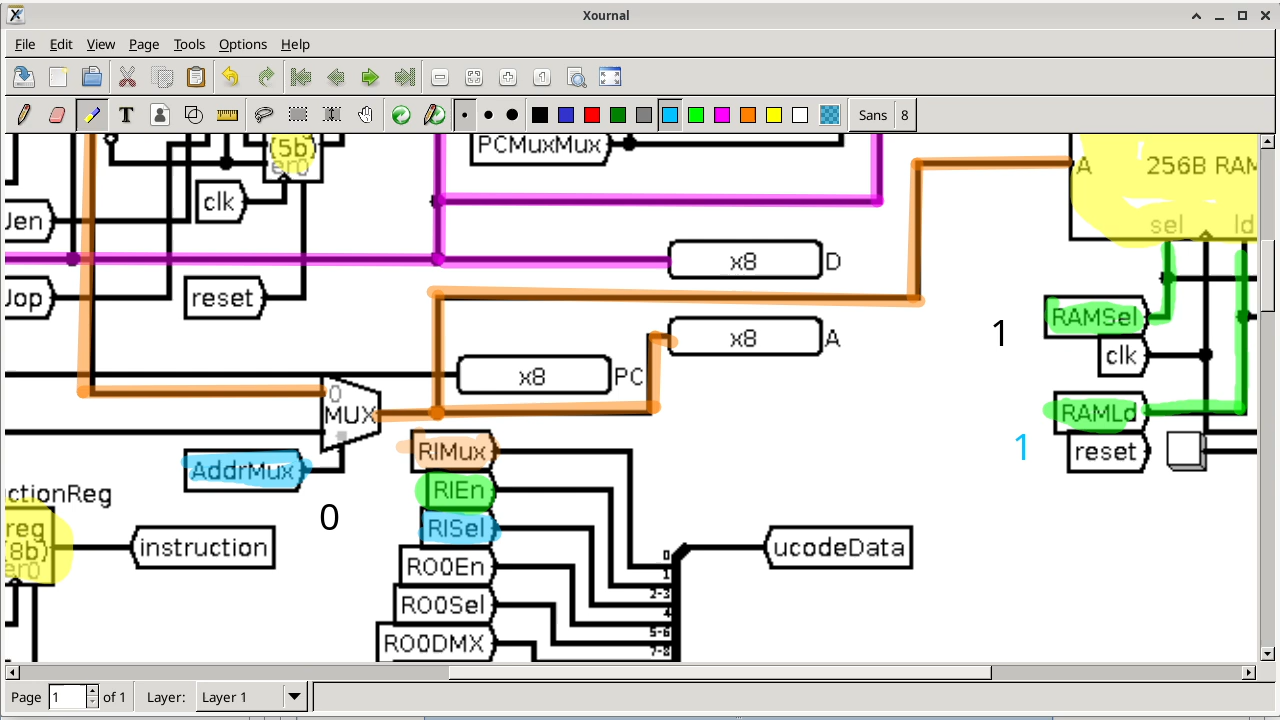 Xournal
File Edit View Page Tools Options Help
Sans 8
(5b)
er0
PCMuxMux
A 256B RAM
clk
Jen
sel ld
x8 D
Jop
reset
RAMSel
x8 A
1
clk
x8 PC
0
MUX
RAMLd
RIMux
1
reset
AddrMux
RIEn
ctionReg
0
RISel
reg
(8b)
er0
instruction
ucodeData
RO0En
RO0Sel
RO0DMX
0
1
2-3
4
5-6
7-8
Page 1 of 1 Layer: Layer 1